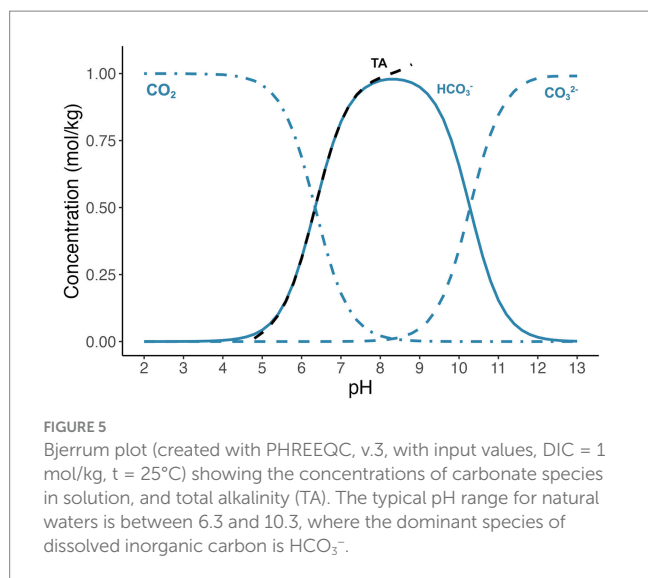 TA
1.00
CO₂
HCO₃⁻
CO₃²⁻
0.75
Concentration (mol/kg)
0.50
0.25
0.00
2 3 4 5 6 7 8 9 10 11 12 13
pH
FIGURE 5
Bjerrum plot (created with PHREEQC, v.3, with input values, DIC = 1
mol/kg, t = 25°C) showing the concentrations of carbonate species
in solution, and total alkalinity (TA). The typical pH range for natural
waters is between 6.3 and 10.3, where the dominant species of
dissolved inorganic carbon is HCO₃⁻.